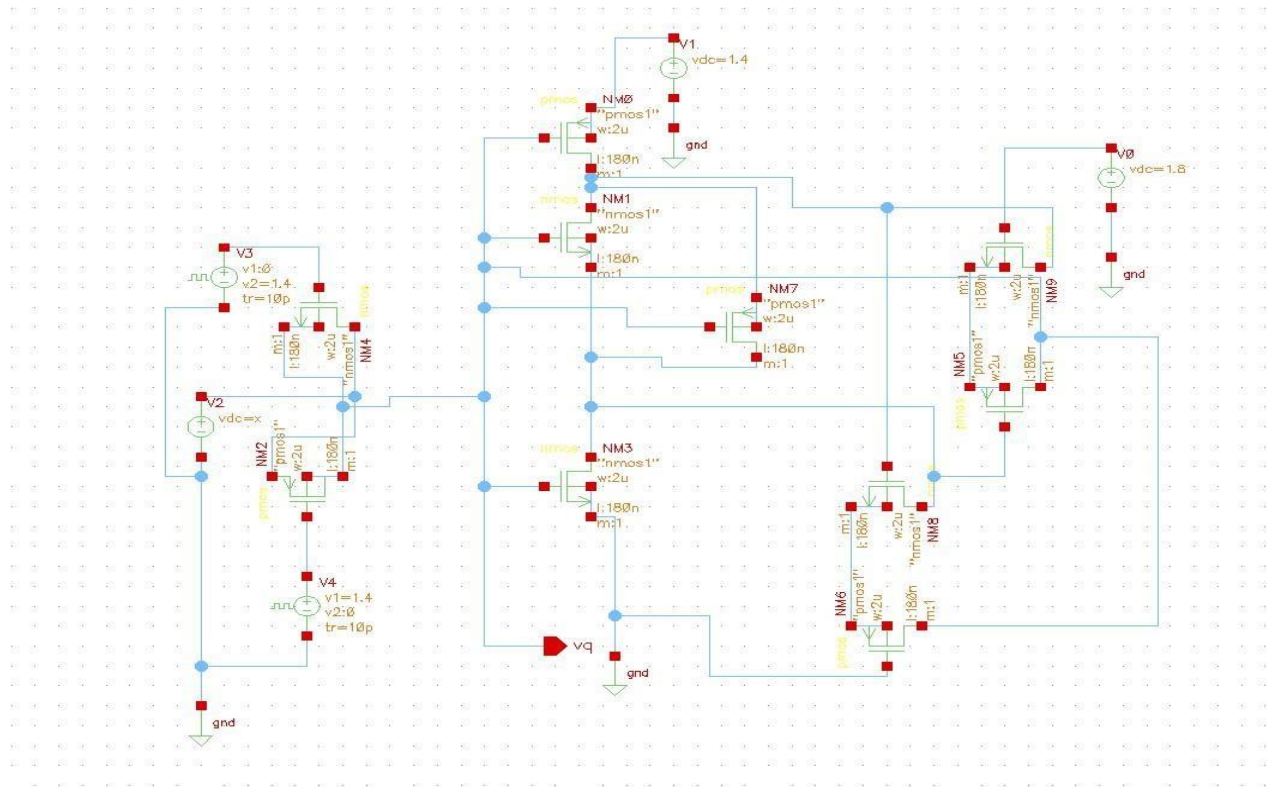 V1
vdc=1.4
gnd
pmos
NM0
"pmos1"
w:2u
l:180n
m:1
nmos
NM1
"nmos1"
w:2u
l:180n
m:1
pmos
NM7
"pmos1"
w:2u
l:180n
m:1
nmos
NM3
"nmos1"
w:2u
l:180n
m:1
gnd
vq
V3
v1:0
v2=1.4
tr=10p
nmos
NM4
"nmos1"
w:2u
l:180n
m:1
V2
vdc=x
pmos
NM2
"pmos1"
w:2u
l:180n
m:1
V4
v1=1.4
v2:0
tr=10p
gnd
V0
vdc=1.8
gnd
nmos
NM9
"nmos1"
w:2u
l:180n
m:1
pmos
NM5
"pmos1"
w:2u
l:180n
m:1
NM8
"nmos1"
w:2u
l:180n
m:1
pmos
NM6
"pmos1"
w:2u
l:180n
m:1